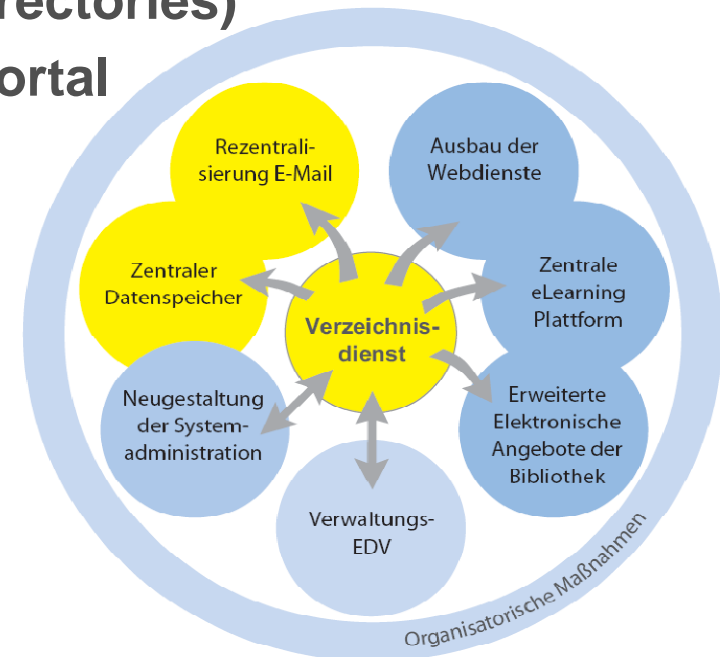 rectories)
ortal
Rezentrali-
sierung E-Mail
Ausbau der
Webdienste
Zentraler
Datenspeicher
Zentrale
eLearning
Plattform
Verzeichnis-
dienst
Neugestaltung
der System-
administration
Erweiterte
Elektronische
Angebote der
Bibliothek
Verwaltungs-
EDV
Organisatorische Maßnahmen